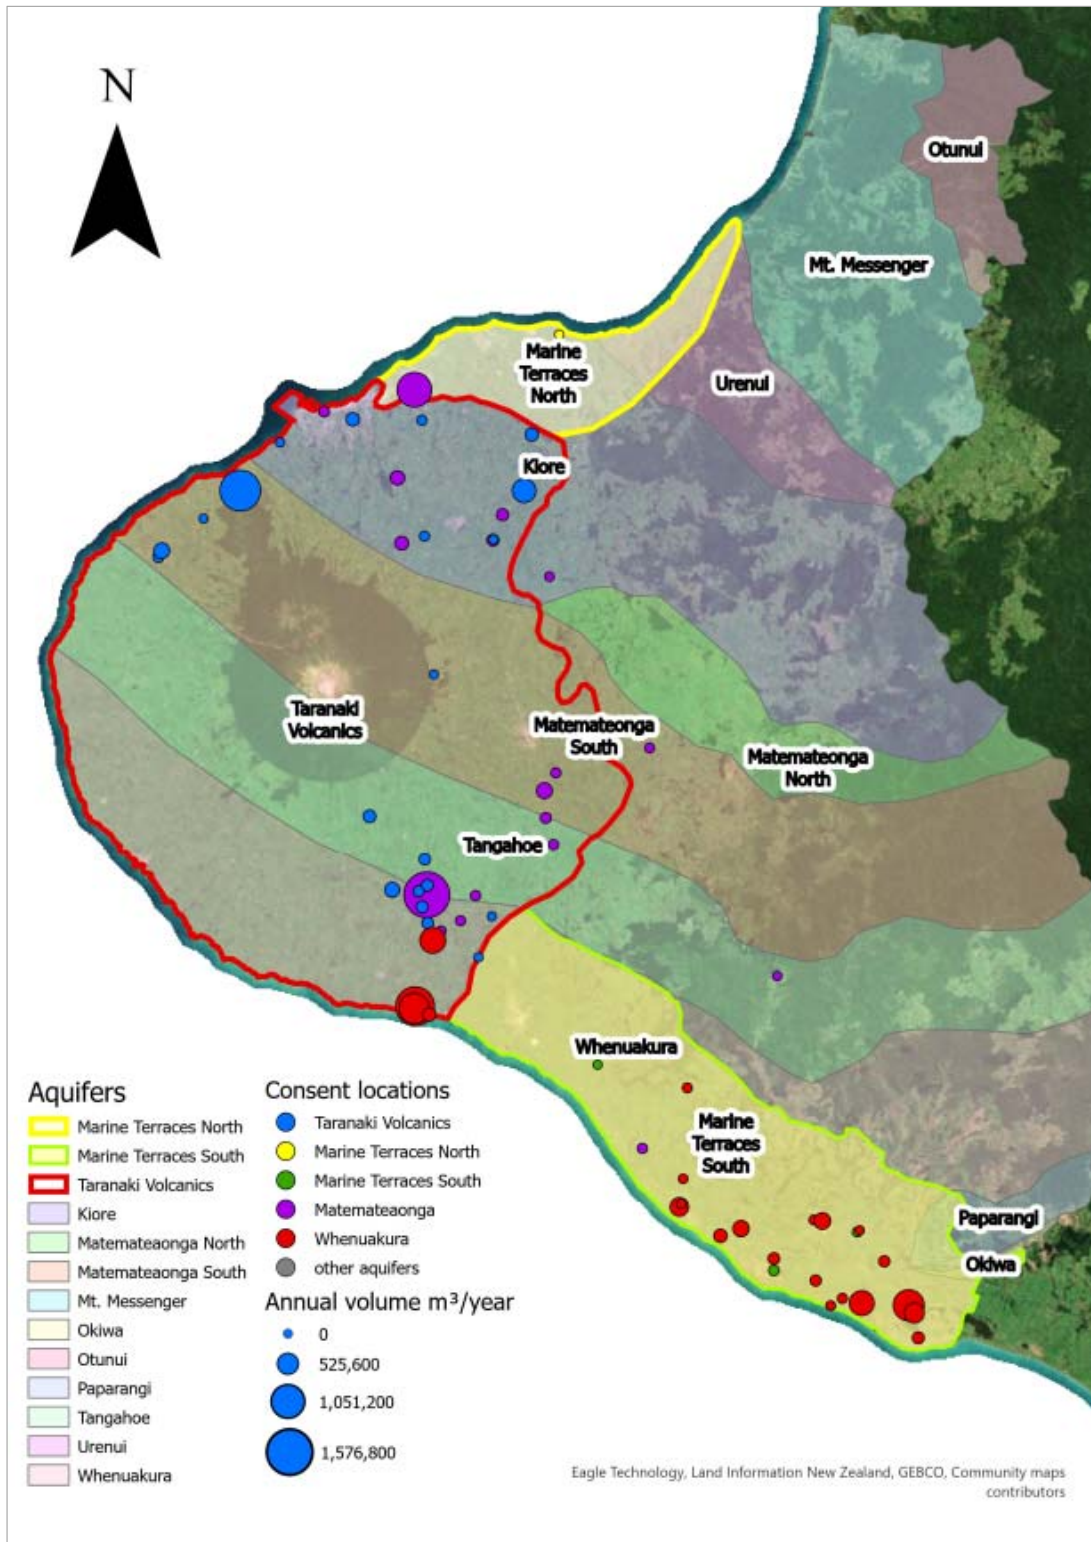 N
Otunui
Mt. Messenger
Marine
Terraces
North
Urenui
Kiore
Taranaki
Volcanics
Matemateonga
South
Matemateonga
North
Tangahoe
Whenuakura
Marine
Terraces
South
Paparangi
Okiwa
Aquifers
Marine Terraces North
Marine Terraces South
Taranaki Volcanics
Kiore
Matemateaonga North
Matemateaonga South
Mt. Messenger
Okiwa
Otunui
Paparangi
Tangahoe
Urenui
Whenuakura
Consent locations
Taranaki Volcanics
Marine Terraces North
Marine Terraces South
Matemateaonga
Whenuakura
other aquifers
Annual volume m³/year
0
525,600
1,051,200
1,576,800
Eagle Technology, Land Information New Zealand, GEBCO, Community maps
contributors